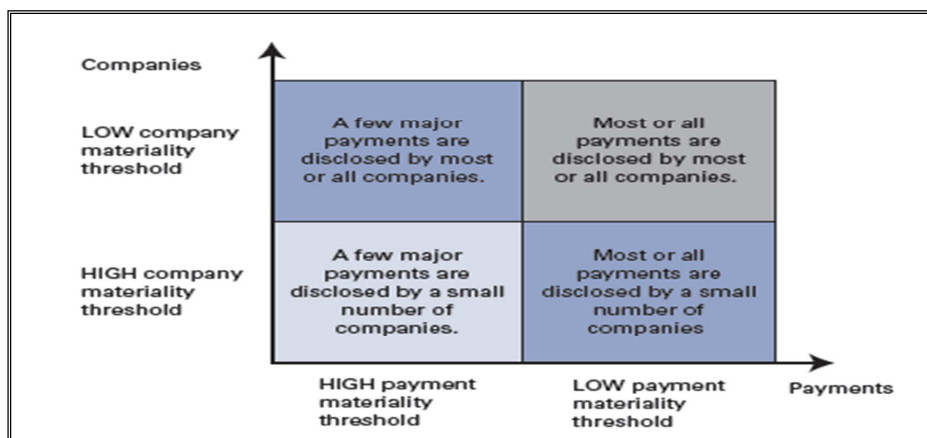 Companies
LOW company
materiality
threshold
A few major
payments are
disclosed by most
or all companies.
Most or all
payments are
disclosed by most
or all companies.
HIGH company
materiality
threshold
A few major
payments are
disclosed by a small
number of
companies.
Most or all
payments are
disclosed by a small
number of
companies
HIGH payment
materiality
threshold
LOW payment
materiality
threshold
Payments